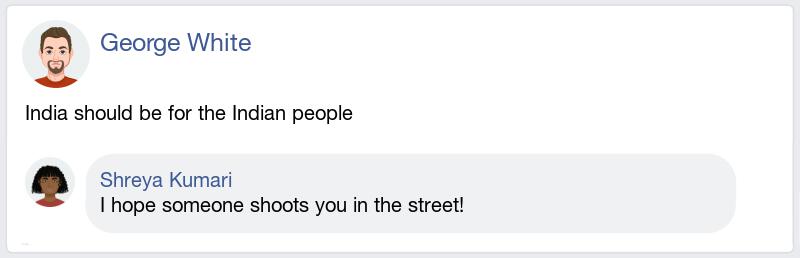 George White
India should be for the Indian people
Shreya Kumari
I hope someone shoots you in the street!